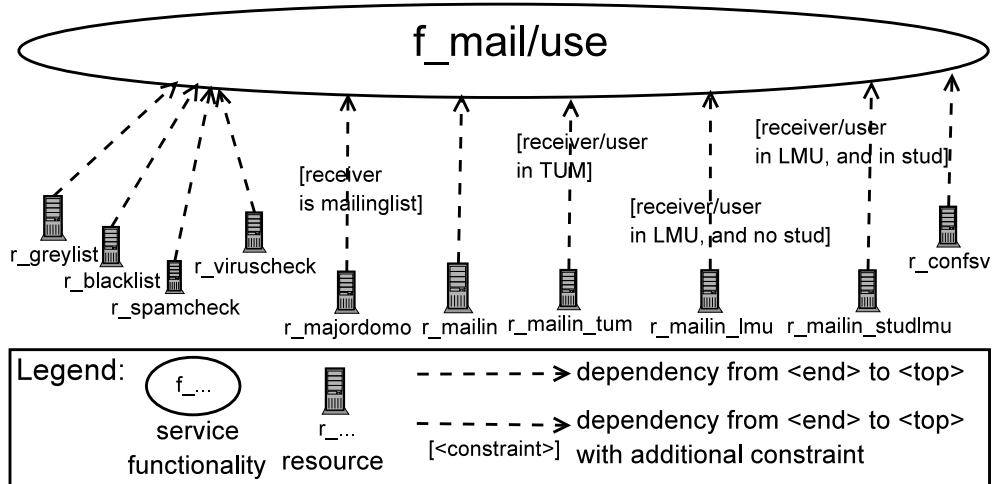 f_mail/use
[receiver/user
in LMU, and in stud]
[receiver/user
in TUM]
[receiver
is mailinglist]
[receiver/user
in LMU, and no stud]
r_greylist
r_blacklist
r_spamcheck
r_viruscheck
r_majordomo
r_mailin
r_mailin_tum
r_mailin_lmu
r_mailin_studlmu
r_confsv
Legend:
f_...
service
functionality
r_...
resource
dependency from <end> to <top>
[<constraint>]
dependency from <end> to <top>
with additional constraint